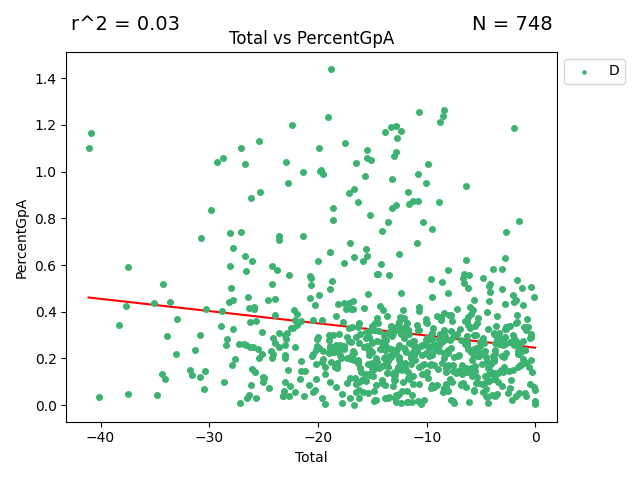 r^2 = 0.03
N = 748
Total vs PercentGpA
D
PercentGpA
1.4
1.2
1.0
0.8
0.6
0.4
0.2
0.0
−40
−30
−20
−10
0
Total